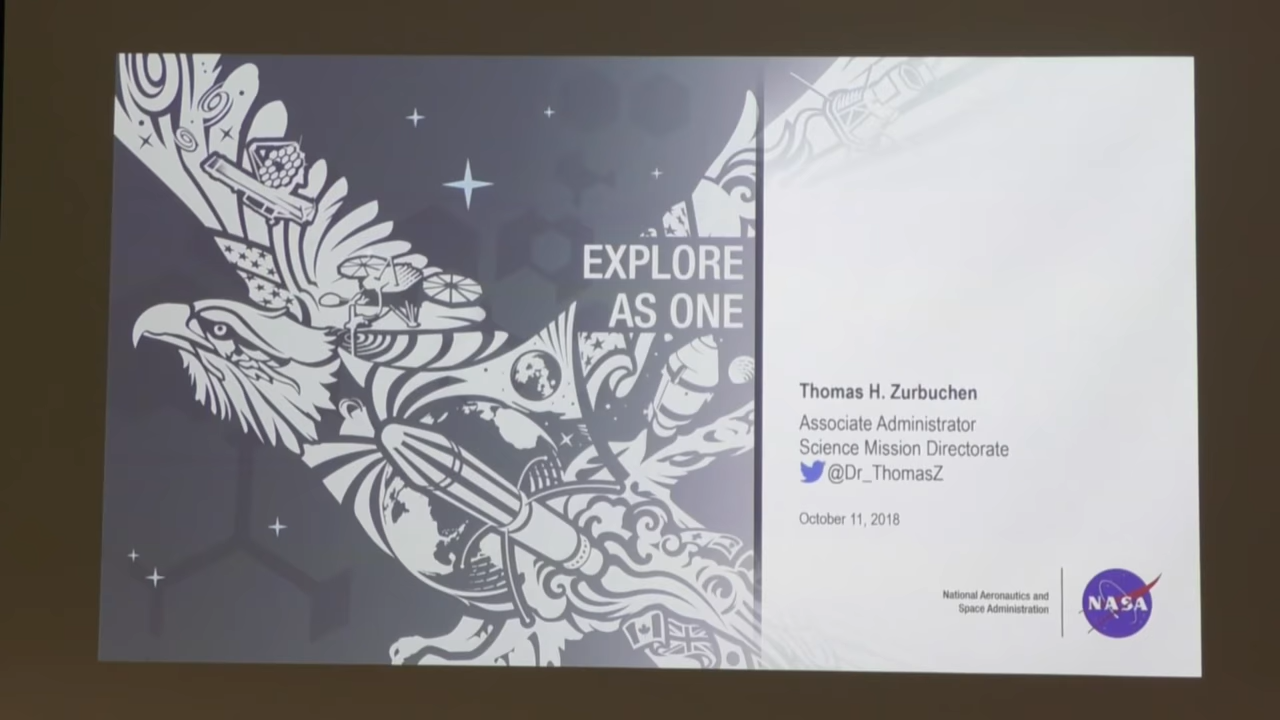 EXPLORE
AS ONE
Thomas H. Zurbuchen
Associate Administrator
Science Mission Directorate
@Dr_ThomasZ
October 11, 2018
National Aeronautics and
Space Administration
NASA